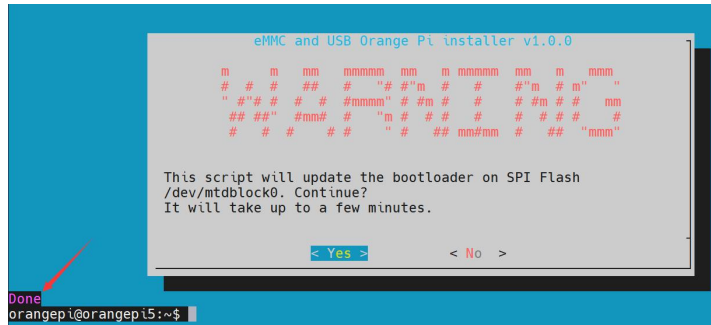 eMMC and USB Orange Pi installer v1.0.0
WARNING
This script will update the bootloader on SPI Flash
/dev/mtdblock0. Continue?
It will take up to a few minutes.
< Yes > < No >
Done
orangepi@orangepi5:~$